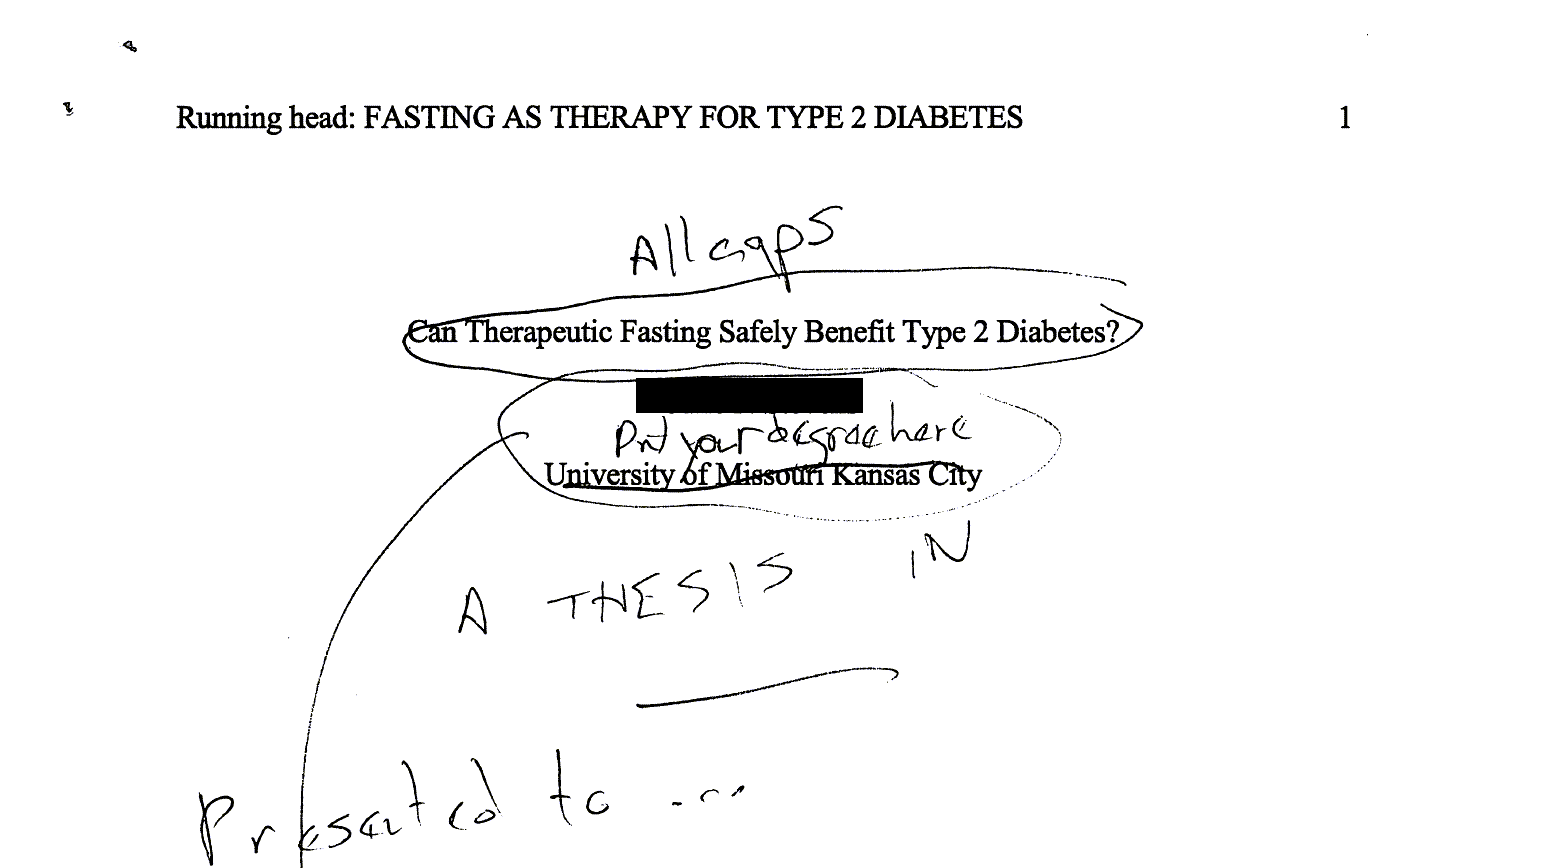 Running head: FASTING AS THERAPY FOR TYPE 2 DIABETES 1
All caps
Can Therapeutic Fasting Safely Benefit Type 2 Diabetes?
Put your degree here
University of Missouri Kansas City
A THESIS IN
Presented to ...